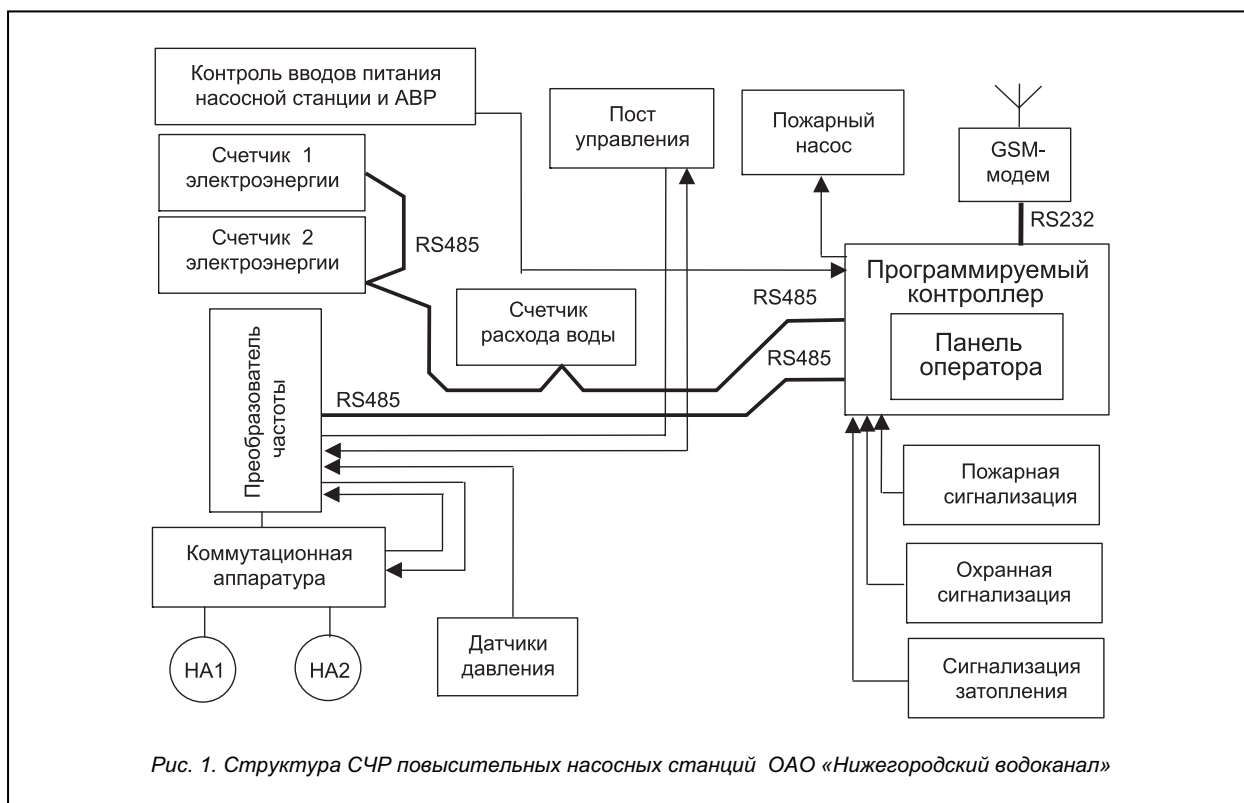 Контроль вводов питания
насосной станции и АВР
Пост
управления
Пожарный
насос
GSM-
модем
RS232
Счетчик 1
электроэнергии
Счетчик 2
электроэнергии
RS485
Счетчик
расхода воды
RS485
RS485
Программируемый
контроллер
Панель
оператора
Преобразователь
частоты
RS485
Коммутационная
аппаратура
НА1
НА2
Датчики
давления
Пожарная
сигнализация
Охранная
сигнализация
Сигнализация
затопления
Рис. 1. Структура СЧР повысительных насосных станций ОАО «Нижегородский водоканал»